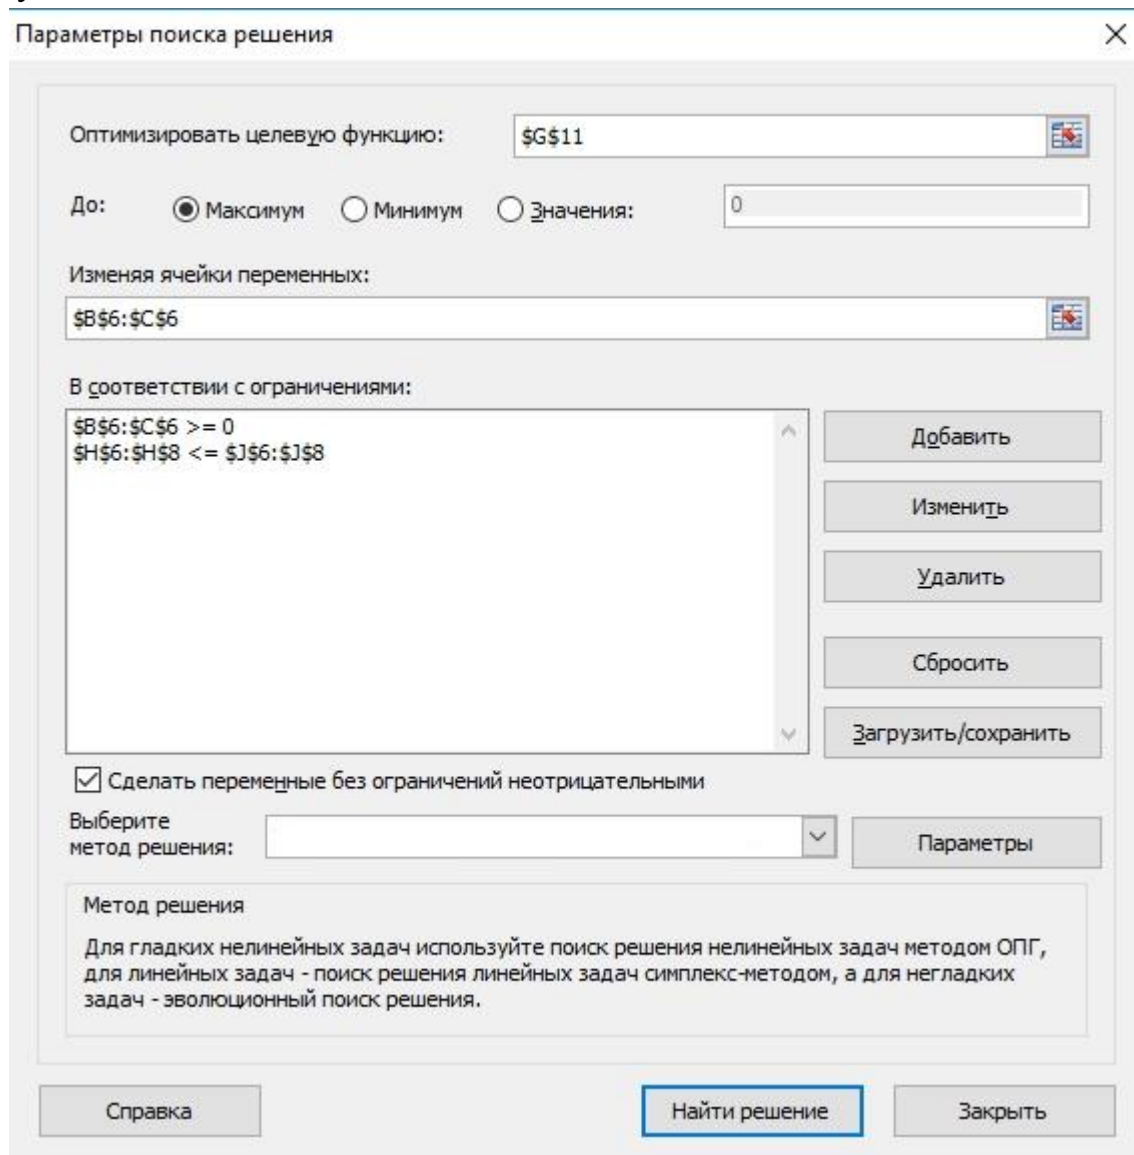 Параметры поиска решения
Оптимизировать целевую функцию:
$G$11
До:
Максимум
Минимум
Значения:
0
Изменяя ячейки переменных:
$B$6:$C$6
В соответствии с ограничениями:
$B$6:$C$6 >= 0
$H$6:$H$8 <= $J$6:$J$8
Добавить
Изменить
Удалить
Сбросить
Загрузить/сохранить
Сделать переменные без ограничений неотрицательными
Выберите
метод решения:
Параметры
Метод решения
Для гладких нелинейных задач используйте поиск решения нелинейных задач методом ОПГ,
для линейных задач - поиск решения линейных задач симплекс-методом, а для негладких
задач - эволюционный поиск решения.
Справка
Найти решение
Закрыть